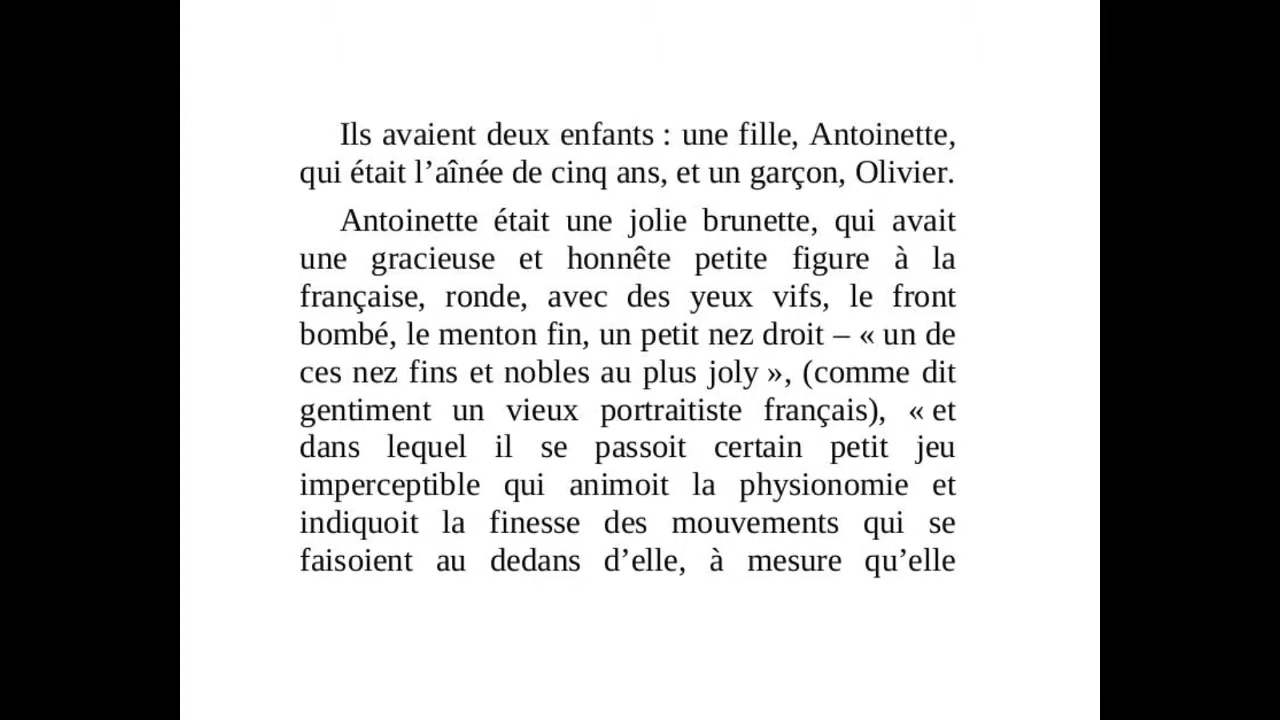 Ils avaient deux enfants : une fille, Antoinette,
qui était l’aînée de cinq ans, et un garçon, Olivier.
Antoinette était une jolie brunette, qui avait
une gracieuse et honnête petite figure à la
française, ronde, avec des yeux vifs, le front
bombé, le menton fin, un petit nez droit – « un de
ces nez fins et nobles au plus joly », (comme dit
gentiment un vieux portraitiste français), « et
dans lequel il se passoit certain petit jeu
imperceptible qui animoit la physionomie et
indiquoit la finesse des mouvements qui se
faisoient au dedans d’elle, à mesure qu’elle